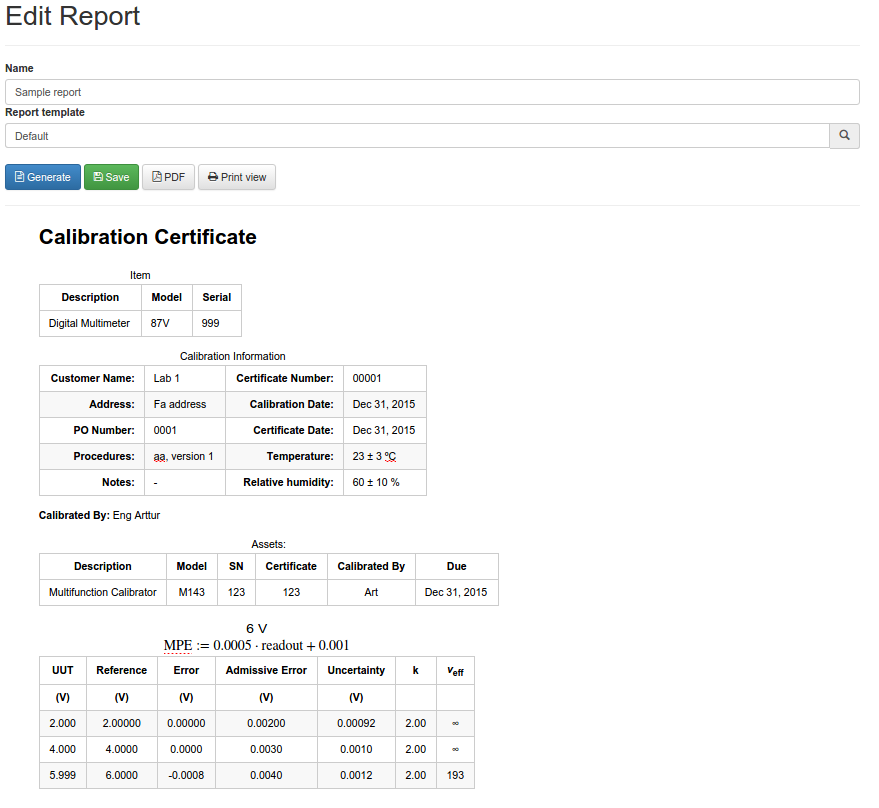 Edit Report
Name
Sample report
Report template
Default
Generate Save PDF Print view
Calibration Certificate
Item
Description Model Serial
Digital Multimeter 87V 999
Calibration Information
Customer Name: Lab 1 Certificate Number: 00001
Address: Fa address Calibration Date: Dec 31, 2015
PO Number: 0001 Certificate Date: Dec 31, 2015
Procedures: aa, version 1 Temperature: 23 ± 3 ºC
Notes: - Relative humidity: 60 ± 10 %
Calibrated By: Eng Arttur
Assets:
Description Model SN Certificate Calibrated By Due
Multifunction Calibrator M143 123 123 Art Dec 31, 2015
6 V
MPE := 0.0005 · readout + 0.001
UUT Reference Error Admissive Error Uncertainty k veff
(V) (V) (V) (V) (V)
2.000 2.00000 0.00000 0.00200 0.00092 2.00 ∞
4.000 4.0000 0.0000 0.0030 0.0010 2.00 ∞
5.999 6.0000 -0.0008 0.0040 0.0012 2.00 193